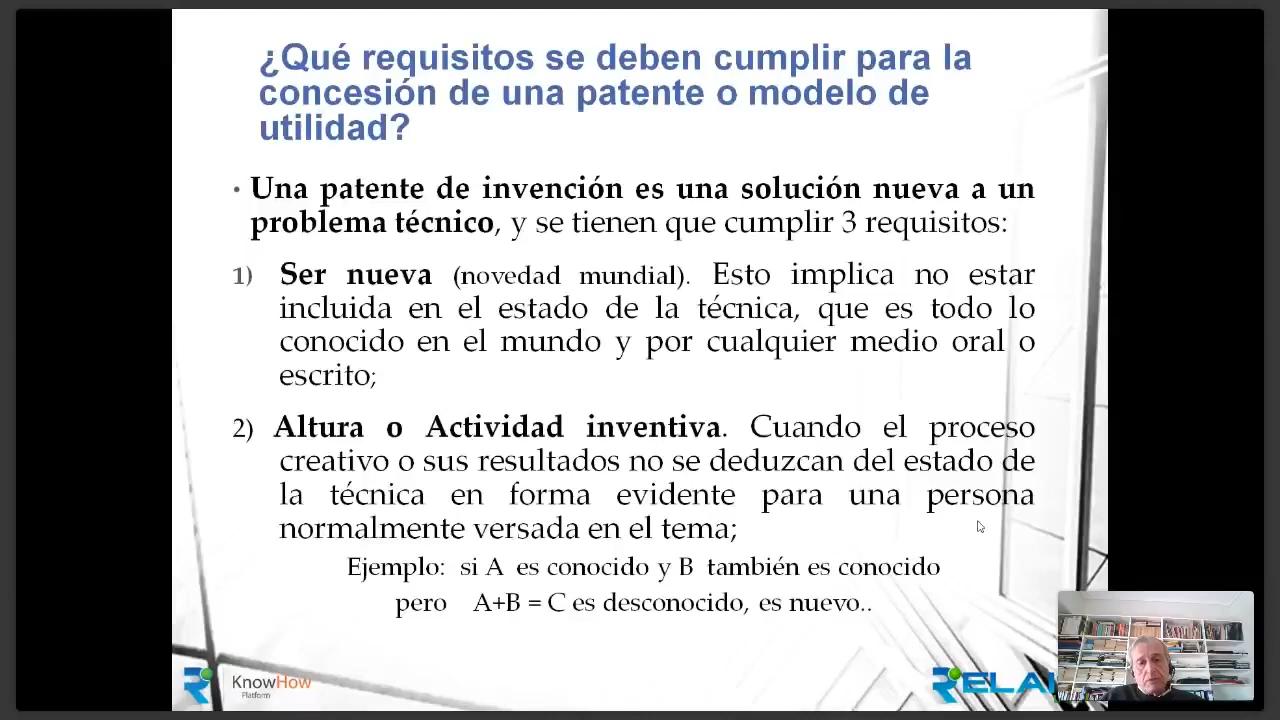 ¿Qué requisitos se deben cumplir para la
concesión de una patente o modelo de
utilidad?
• Una patente de invención es una solución nueva a un
problema técnico, y se tienen que cumplir 3 requisitos:
1) Ser nueva (novedad mundial). Esto implica no estar
incluida en el estado de la técnica, que es todo lo
conocido en el mundo y por cualquier medio oral o
escrito;
2) Altura o Actividad inventiva. Cuando el proceso
creativo o sus resultados no se deduzcan del estado de
la técnica en forma evidente para una persona
normalmente versada en el tema;
Ejemplo: si A es conocido y B también es conocido
pero A+B = C es desconocido, es nuevo..
KnowHow
Platform
RELAI